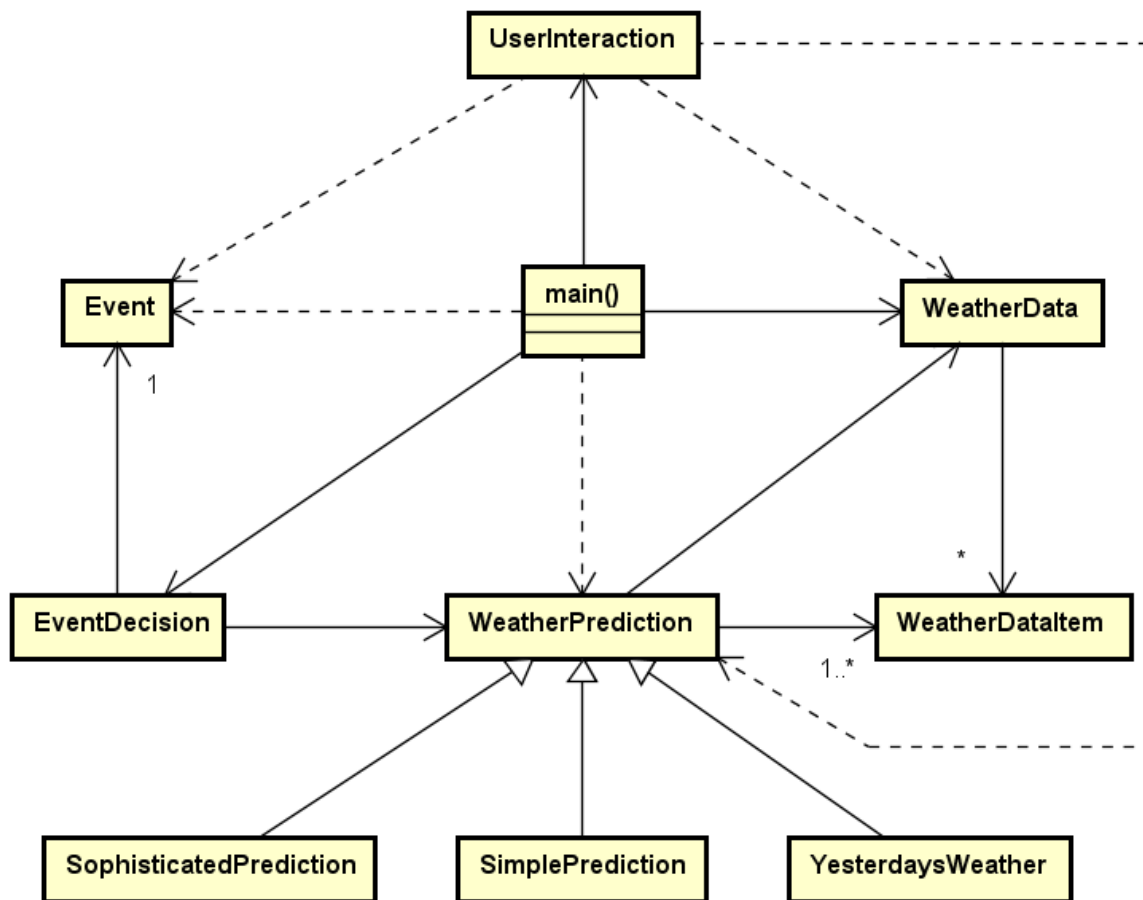 UserInteraction
Event
main()
WeatherData
1
*
EventDecision
WeatherPrediction
WeatherDataItem
1..*
SophisticatedPrediction
SimplePrediction
YesterdaysWeather